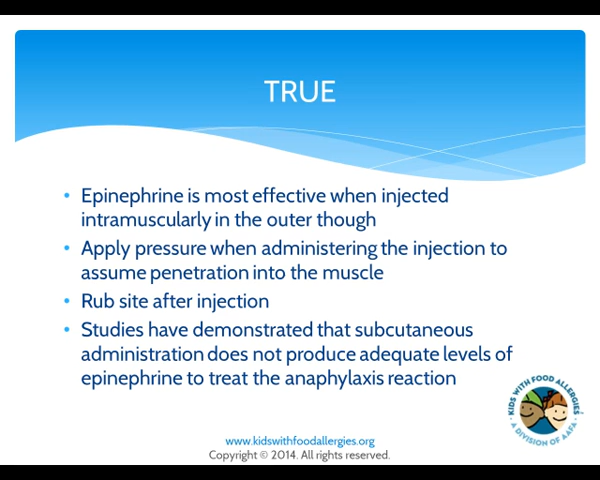 TRUE
• Epinephrine is most effective when injected
intramuscularly in the outer though
• Apply pressure when administering the injection to
assume penetration into the muscle
• Rub site after injection
• Studies have demonstrated that subcutaneous
administration does not produce adequate levels of
epinephrine to treat the anaphylaxis reaction
KIDS WITH FOOD ALLERGIES
• A DIVISION OF AAFA •
www.kidswithfoodallergies.org
Copyright © 2014. All rights reserved.